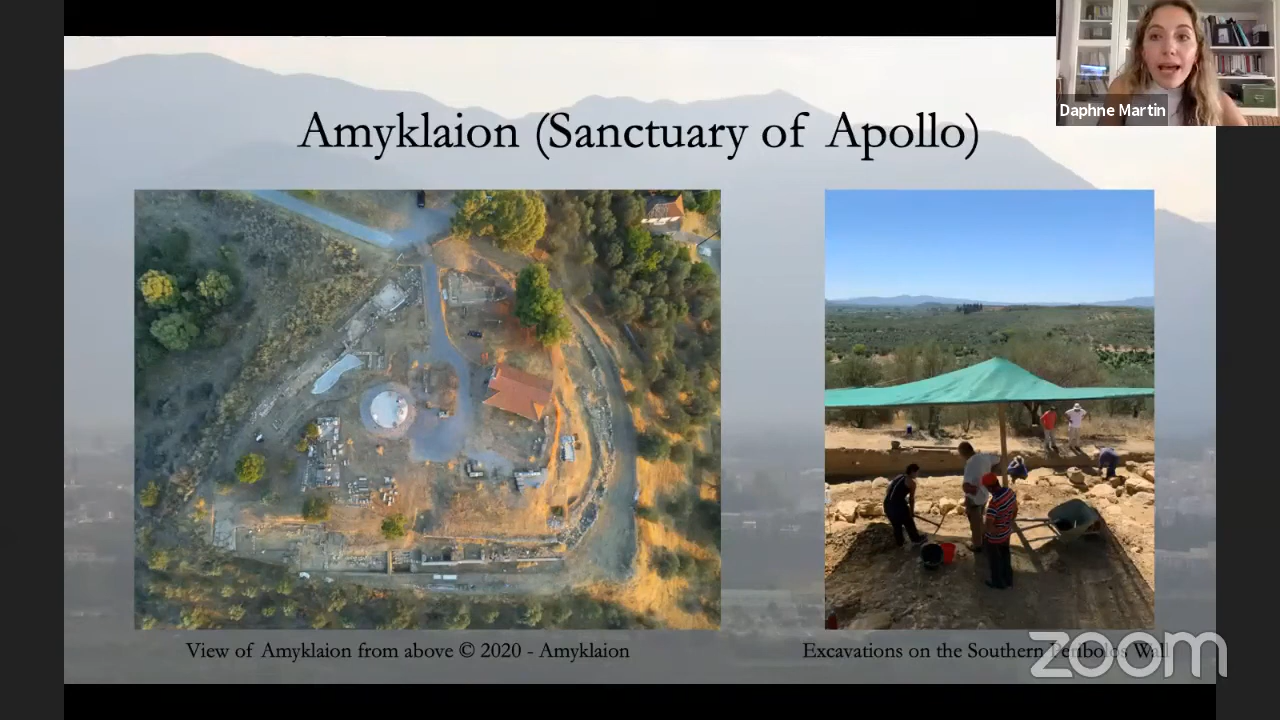 Daphne Martin
Amyklaion (Sanctuary of Apollo)
View of Amyklaion from above © 2020 - Amyklaion
Excavations on the Southern Peribolos Wall
zoom